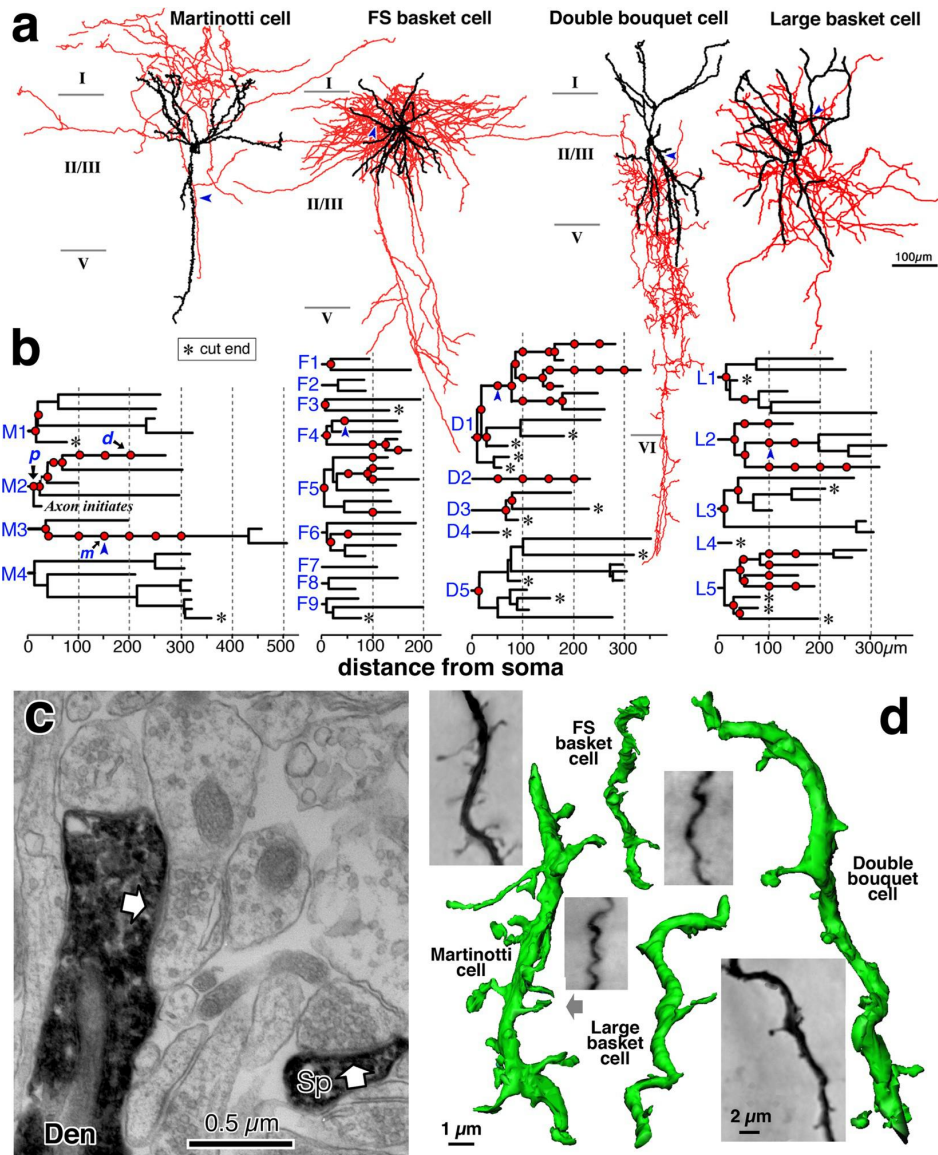 a
Martinotti cell
FS basket cell
Double bouquet cell
Large basket cell
I
I
I
II/III
II/III
II/III
V
V
V
VI
100μm
b
* cut end
M1
*
p
d
M2
Axon initiates
M3
m
M4
*
0 100 200 300 400 500
F1
F2
F3
*
F4
F5
F6
F7
F8
F9
*
0 100 200
D1
*
*
*
*
D2
D3
*
*
D4
*
D5
*
*
*
0 100 200 300
L1
*
L2
L3
*
L4
*
L5
*
*
*
0 100 200 300μm
distance from soma
c
Den
Sp
0.5 μm
d
FS
basket
cell
Double
bouquet
cell
Martinotti
cell
Large
basket
cell
1 μm
2 μm